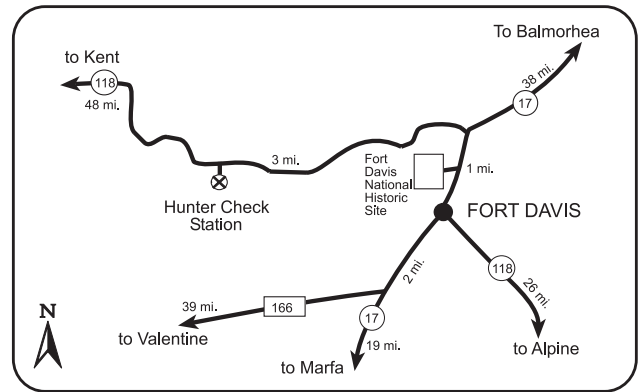 To Balmorhea
to Kent
118
48 mi.
38 mi.
17
3 mi.
Fort
Davis
National
Historic
Site
1 mi.
Hunter Check
Station
FORT DAVIS
2 mi.
118
26 mi.
39 mi.
166
17
19 mi.
N
to Valentine
to Marfa
to Alpine